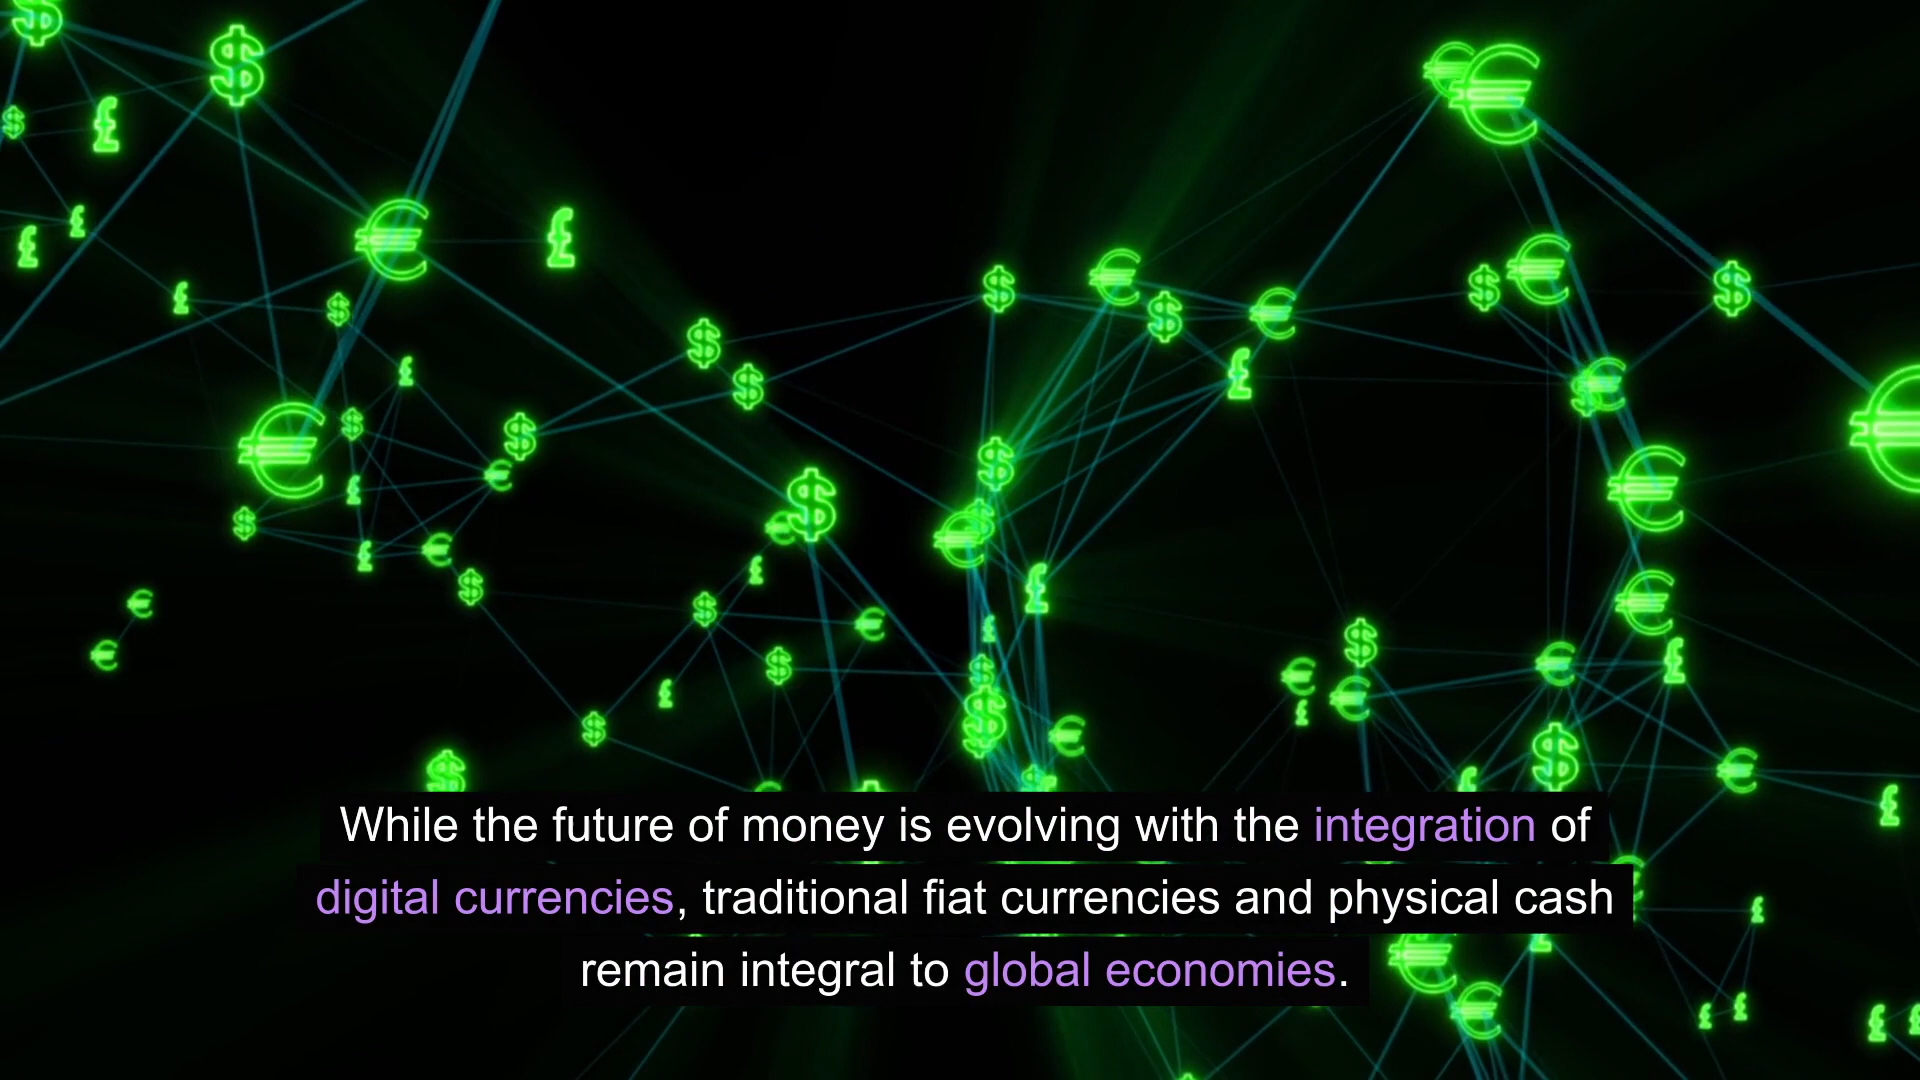 While the future of money is evolving with the integration of
digital currencies, traditional fiat currencies and physical cash
remain integral to global economies.